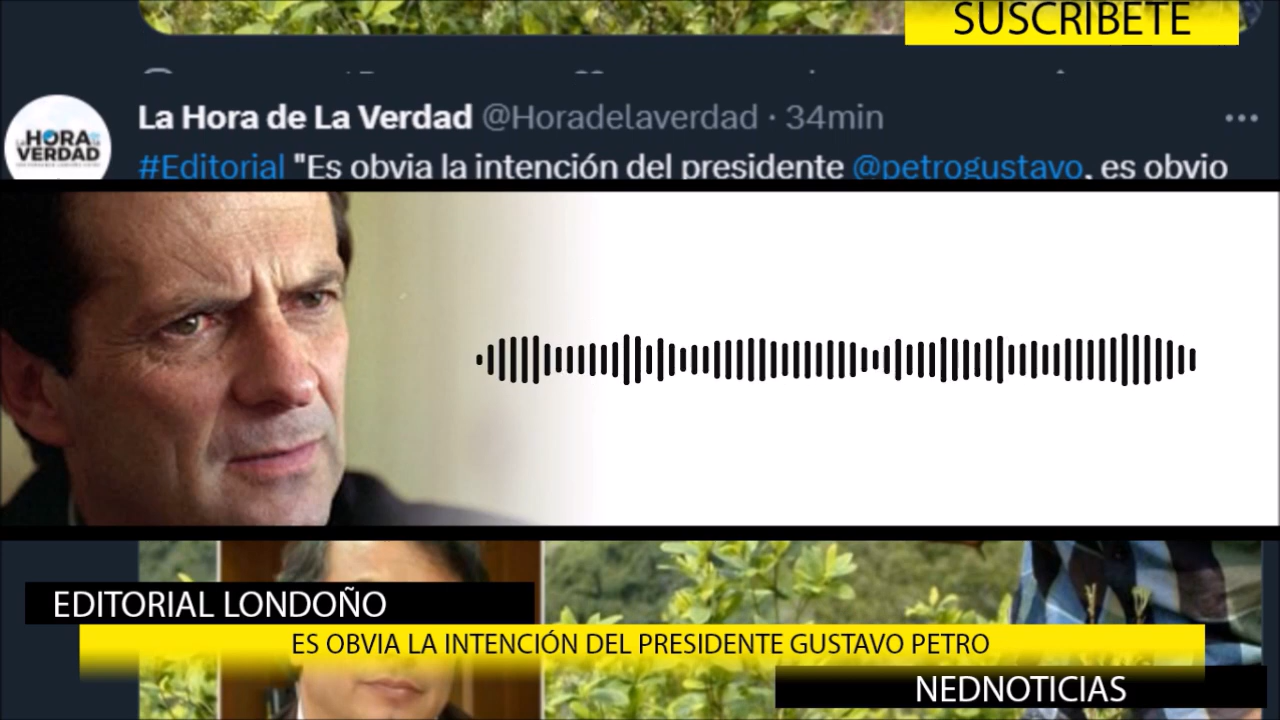 SUSCRÍBETE
La Hora de La Verdad @Horadelaverdad · 34min
HORA
VERDAD
#Editorial "Es obvia la intención del presidente @petrogustavo, es obvio
EDITORIAL LONDOÑO
ES OBVIA LA INTENCIÓN DEL PRESIDENTE GUSTAVO PETRO
NEDNOTICIAS